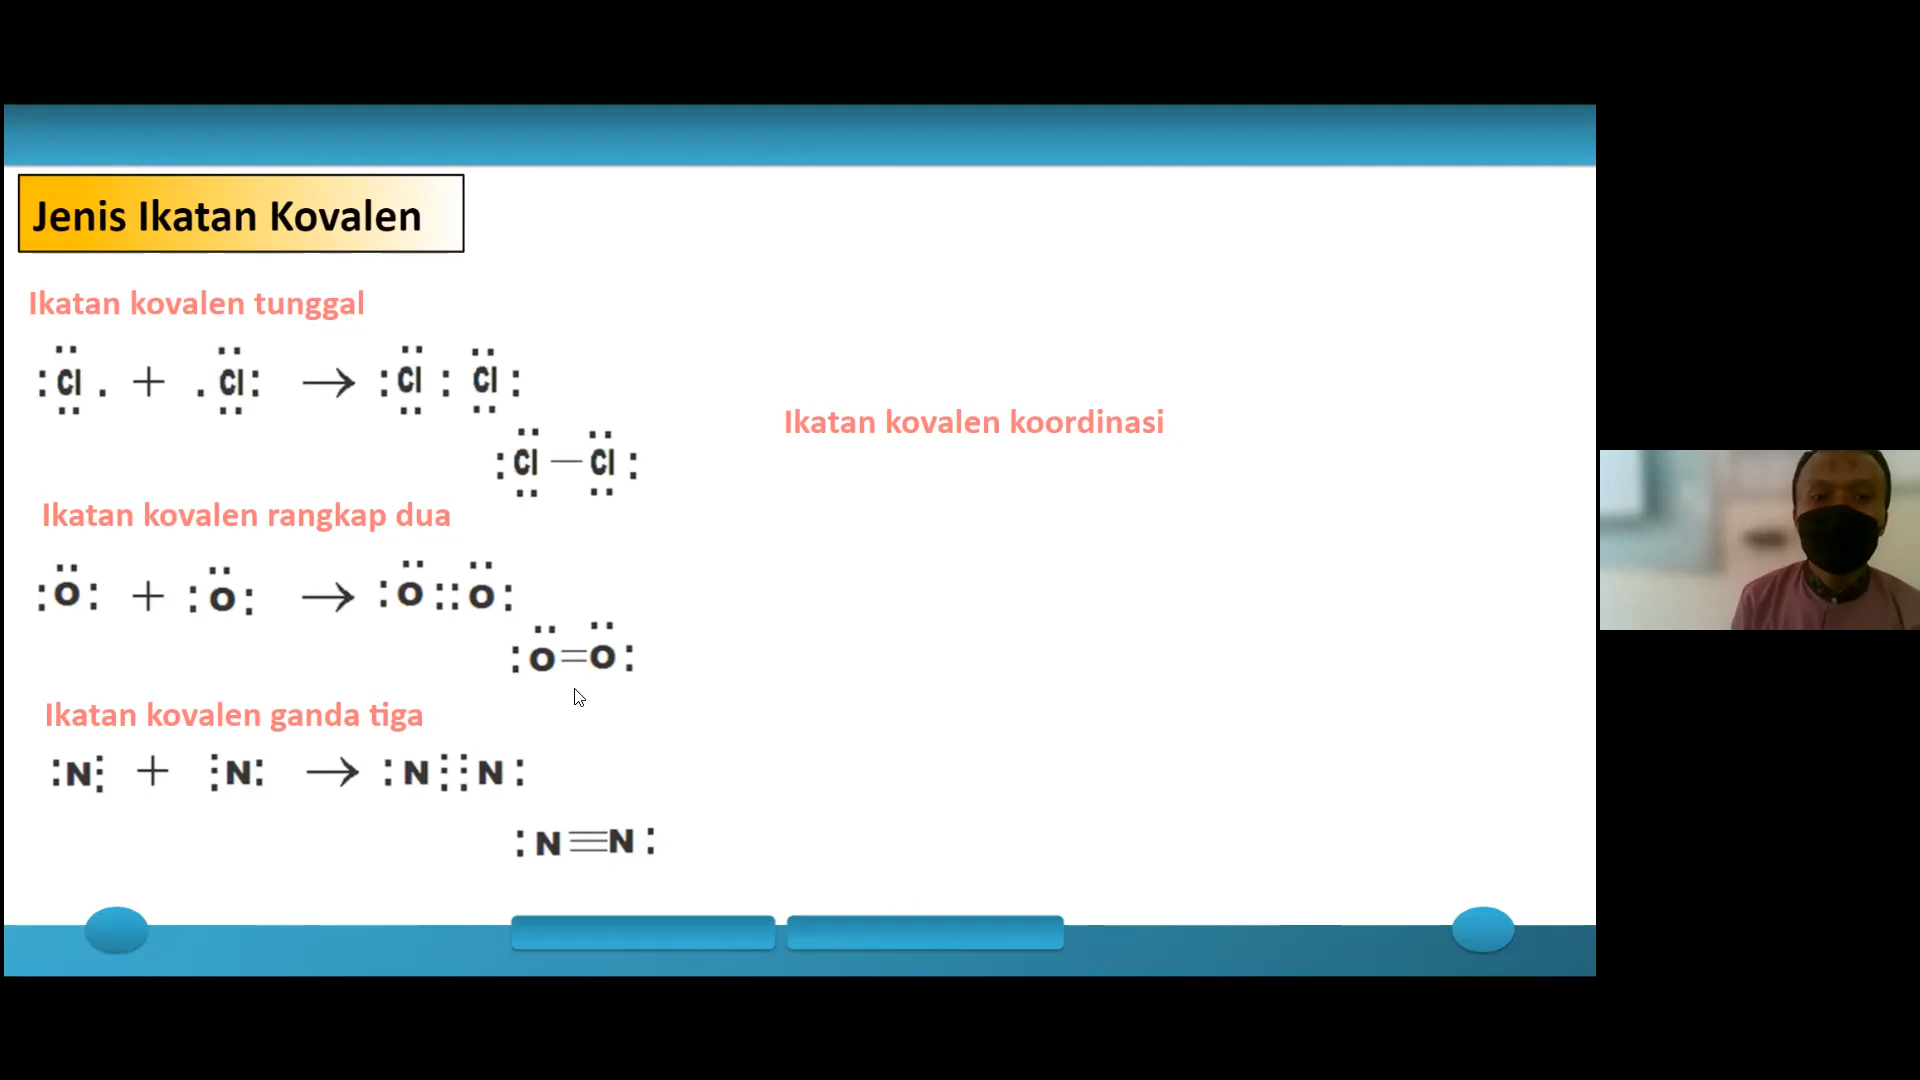 Jenis Ikatan Kovalen
Ikatan kovalen tunggal
:Cl . + . Cl: → :Cl : Cl :
:Cl — Cl :
Ikatan kovalen koordinasi
Ikatan kovalen rangkap dua
:O: + :O: → :O::O:
:O=O:
Ikatan kovalen ganda tiga
:N⋮ + ⋮N: → :N⋮⋮N:
:N≡N: